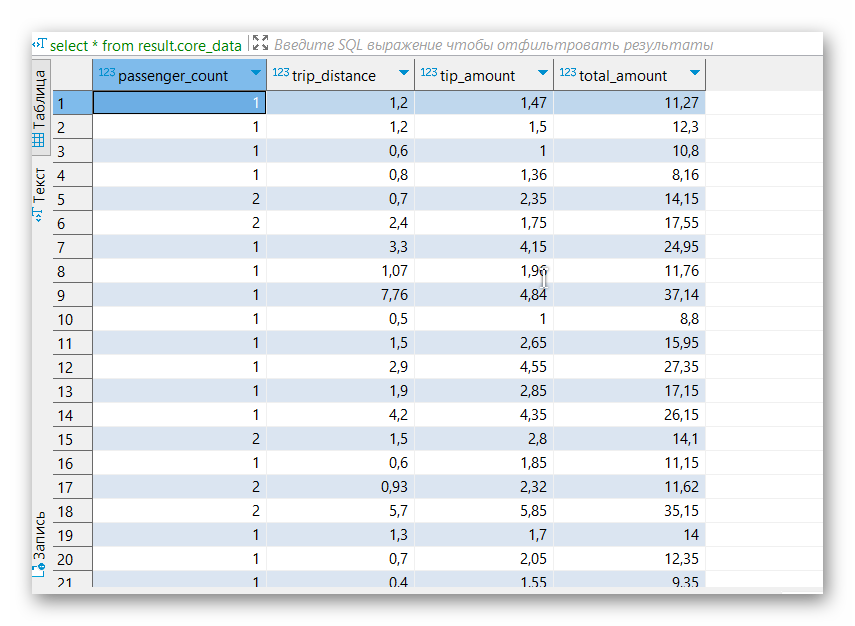 select * from result.core_data Введите SQL выражение чтобы отфильтровать результаты
Таблица
Текст
Запись
123 passenger_count 123 trip_distance 123 tip_amount 123 total_amount
1 1 1,2 1,47 11,27
2 1 1,2 1,5 12,3
3 1 0,6 1 10,8
4 1 0,8 1,36 8,16
5 2 0,7 2,35 14,15
6 2 2,4 1,75 17,55
7 1 3,3 4,15 24,95
8 1 1,07 1,96 11,76
9 1 7,76 4,84 37,14
10 1 0,5 1 8,8
11 1 1,5 2,65 15,95
12 1 2,9 4,55 27,35
13 1 1,9 2,85 17,15
14 1 4,2 4,35 26,15
15 2 1,5 2,8 14,1
16 1 0,6 1,85 11,15
17 2 0,93 2,32 11,62
18 2 5,7 5,85 35,15
19 1 1,3 1,7 14
20 1 0,7 2,05 12,35
21 1 0,4 1,55 9,35